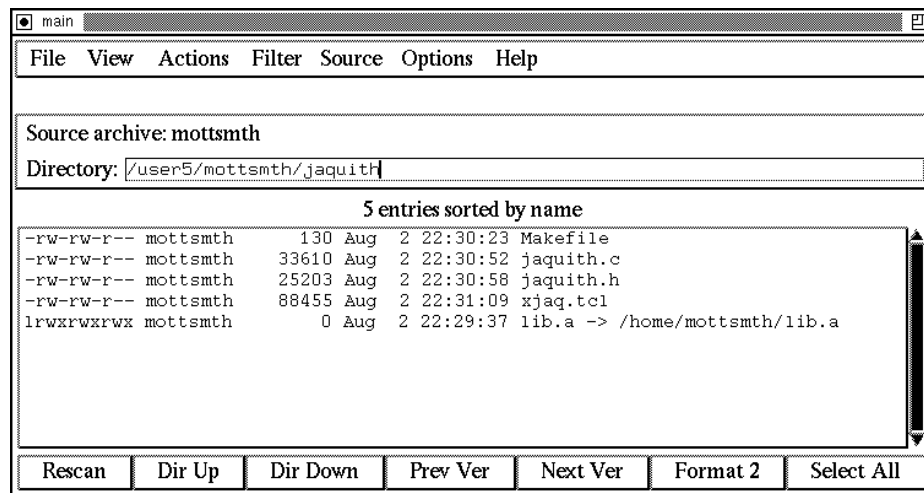 main
File View Actions Filter Source Options Help
Source archive: mottsmth
Directory: /user5/mottsmth/jaquith
5 entries sorted by name
-rw-rw-r-- mottsmth 130 Aug 2 22:30:23 Makefile
-rw-rw-r-- mottsmth 33610 Aug 2 22:30:52 jaquith.c
-rw-rw-r-- mottsmth 25203 Aug 2 22:30:58 jaquith.h
-rw-rw-r-- mottsmth 88455 Aug 2 22:31:09 xjaq.tcl
lrwxrwxrwx mottsmth 0 Aug 2 22:29:37 lib.a -> /home/mottsmth/lib.a
Rescan Dir Up Dir Down Prev Ver Next Ver Format 2 Select All